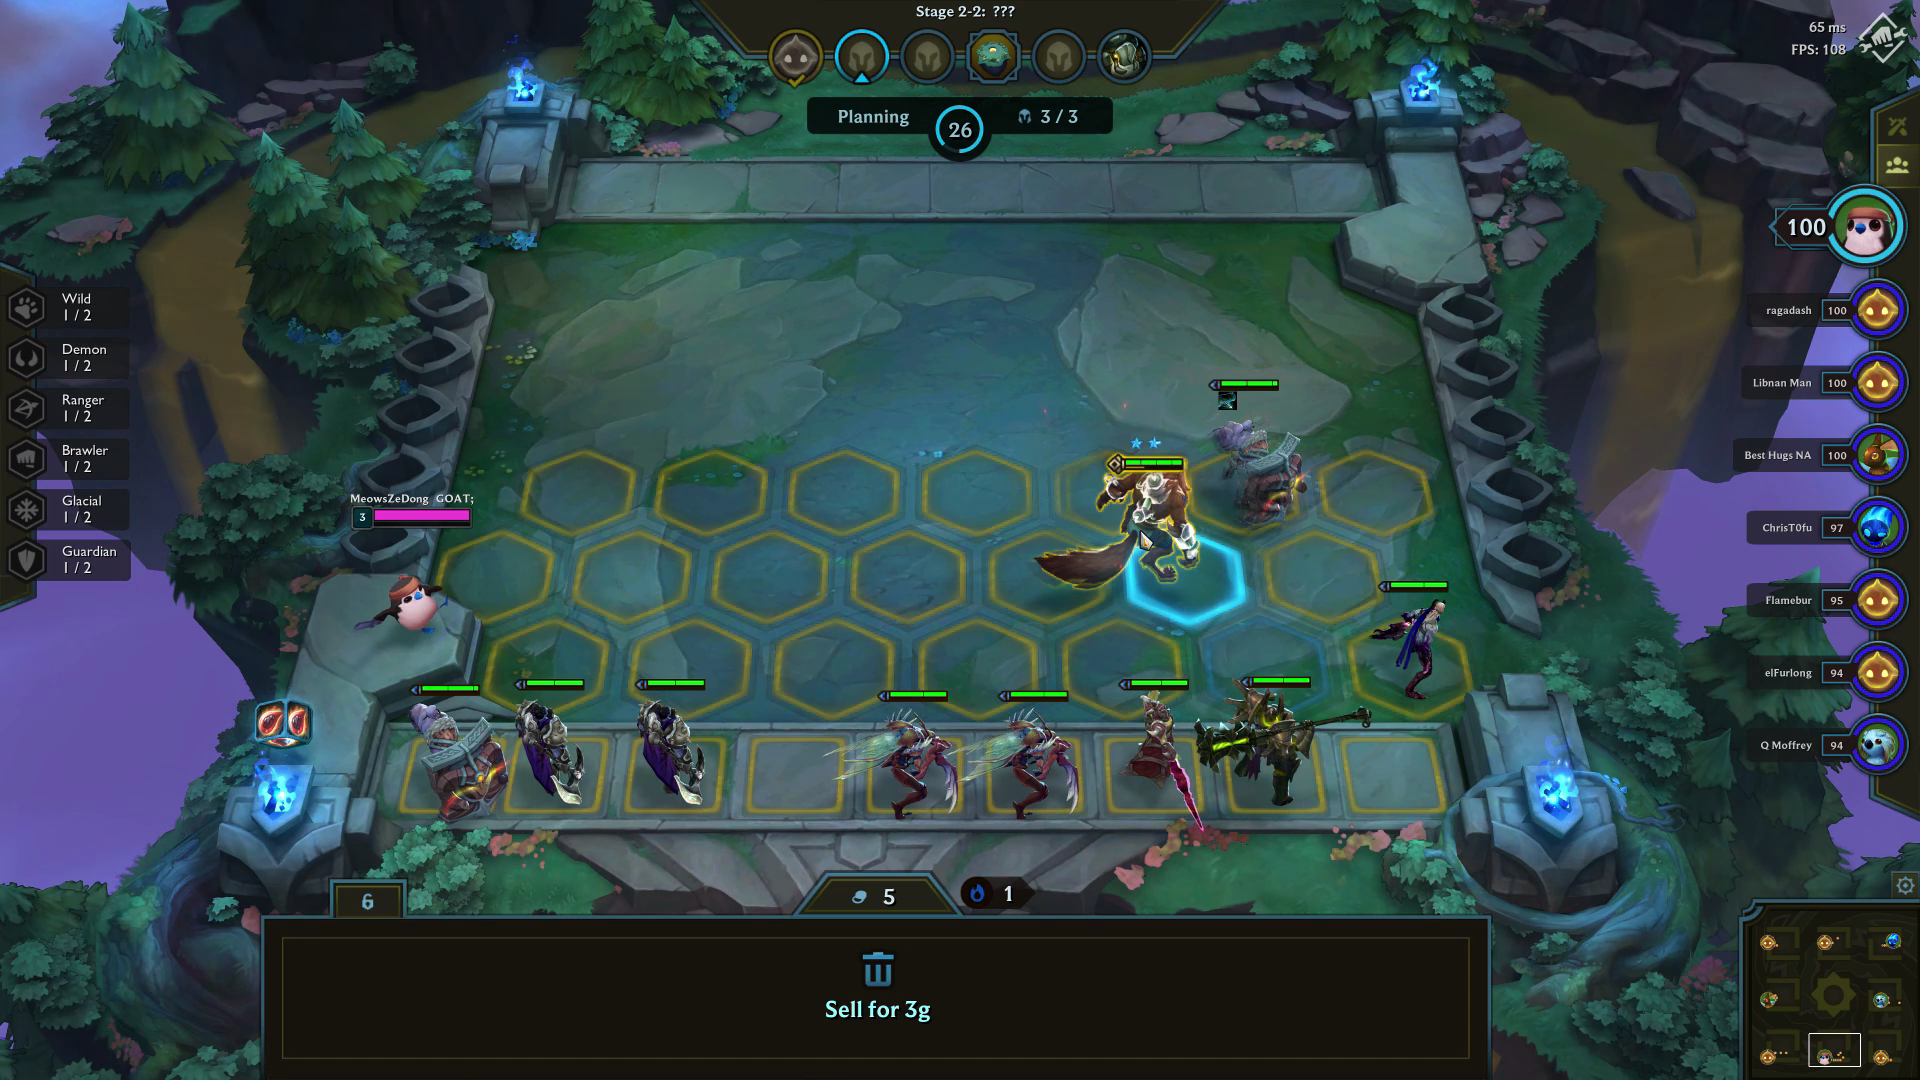 Stage 2-2: ???
65 ms
FPS: 108
Planning
26
3 / 3
100
ragadash
100
Libnan Man
100
Best Hugs NA
100
ChrisT0fu
97
Flamebur
95
elFurlong
94
Q Moffrey
94
Wild
1 / 2
Demon
1 / 2
Ranger
1 / 2
Brawler
1 / 2
Glacial
1 / 2
Guardian
1 / 2
MeowsZeDong GOAT;
3
6
5
1
Sell for 3g